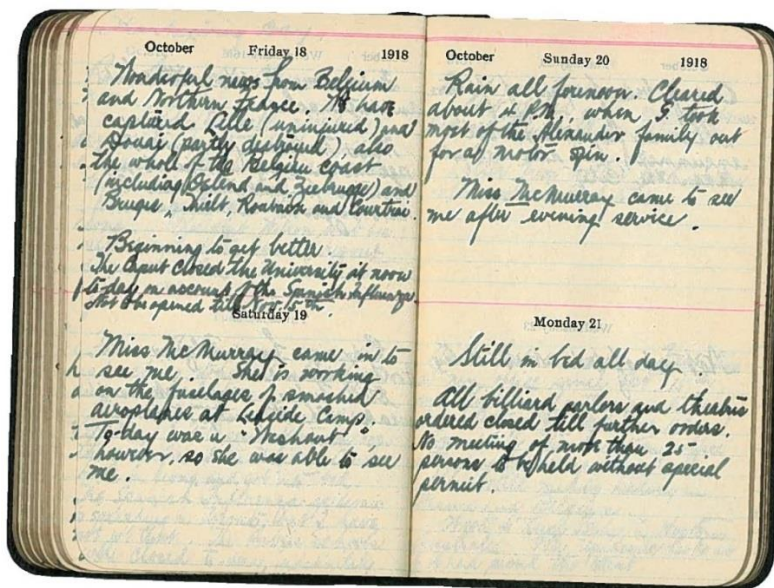 October Friday 18 1918
Wonderful news from Belgium
and Northern France. We have
captured Lille (uninjured) and
Douai (partly destroyed), also
the whole of the Belgian coast
(including Ostend and Zeebrugge) and
Bruges, Thielt, Roubaix and Courtrai.
Beginning to get better.
The Caput closed the University at noon
to-day on account of the Spanish Influenza.
Not to be opened till Nov. 5th.
Saturday 19
Miss McMurray came in to
see me. She is working
on the fuselages of smashed
aeroplanes at Leaside Camp.
To-day was a "Washout",
however, so she was able to see
me.
October Sunday 20 1918
Rain all forenoon. Cleared
about 4 P.M., when G. took
most of the Alexander family out
for a motor spin.
Miss McMurray came to see
me after evening service.
Monday 21
Still in bed all day
All billiard parlors and theatres
ordered closed till further orders.
No meeting of more than 25
persons to be held without special
permit.